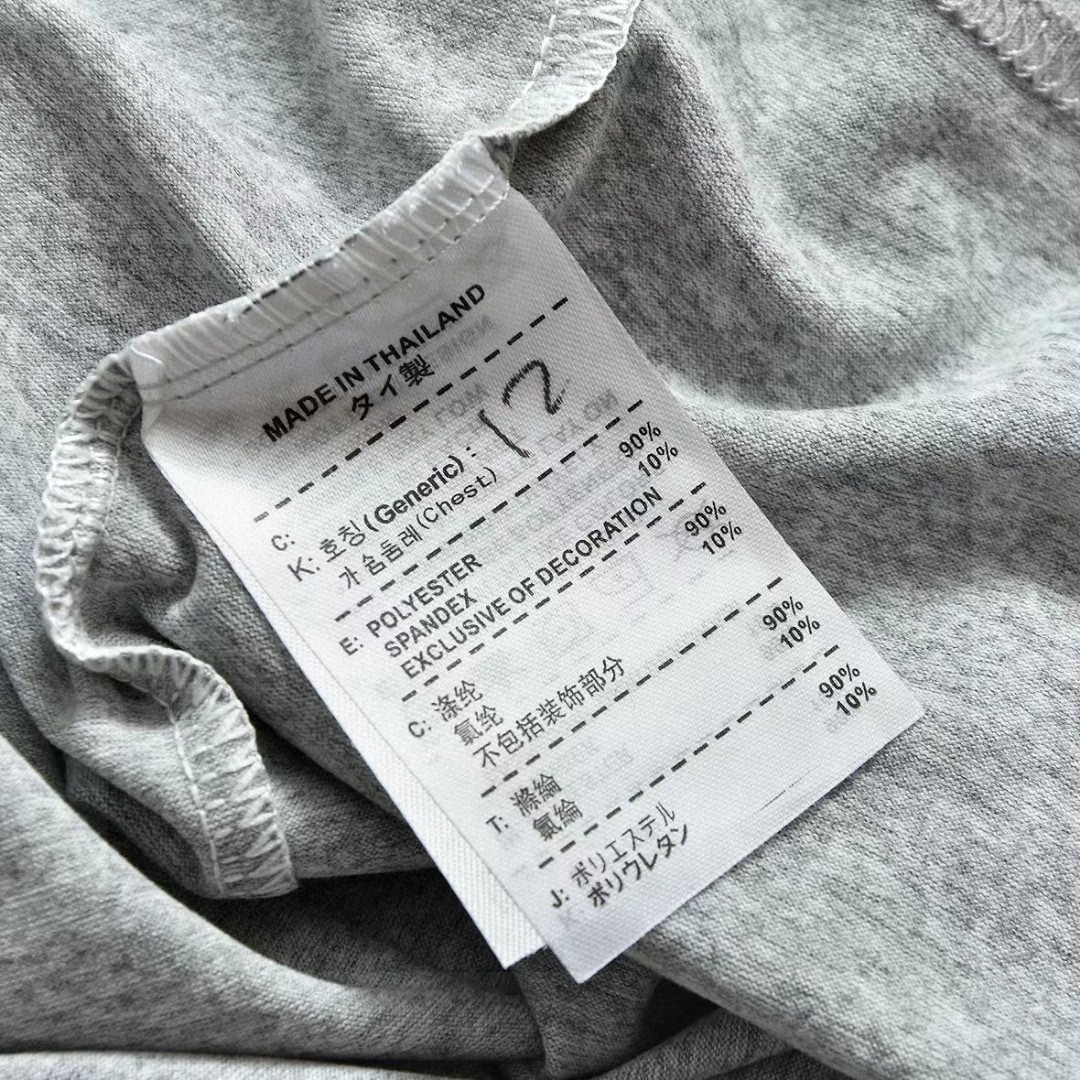 MADE IN THAILAND
タイ製
C:
K: 호칭(Generic) : 12
가슴둘레(Chest)
E: POLYESTER 90%
SPANDEX 10%
EXCLUSIVE OF DECORATION
C: 涤纶 90%
氨纶 10%
不包括装饰部分
T: 滌綸 90%
氨綸 10%
J: ポリエステル 90%
ポリウレタン 10%